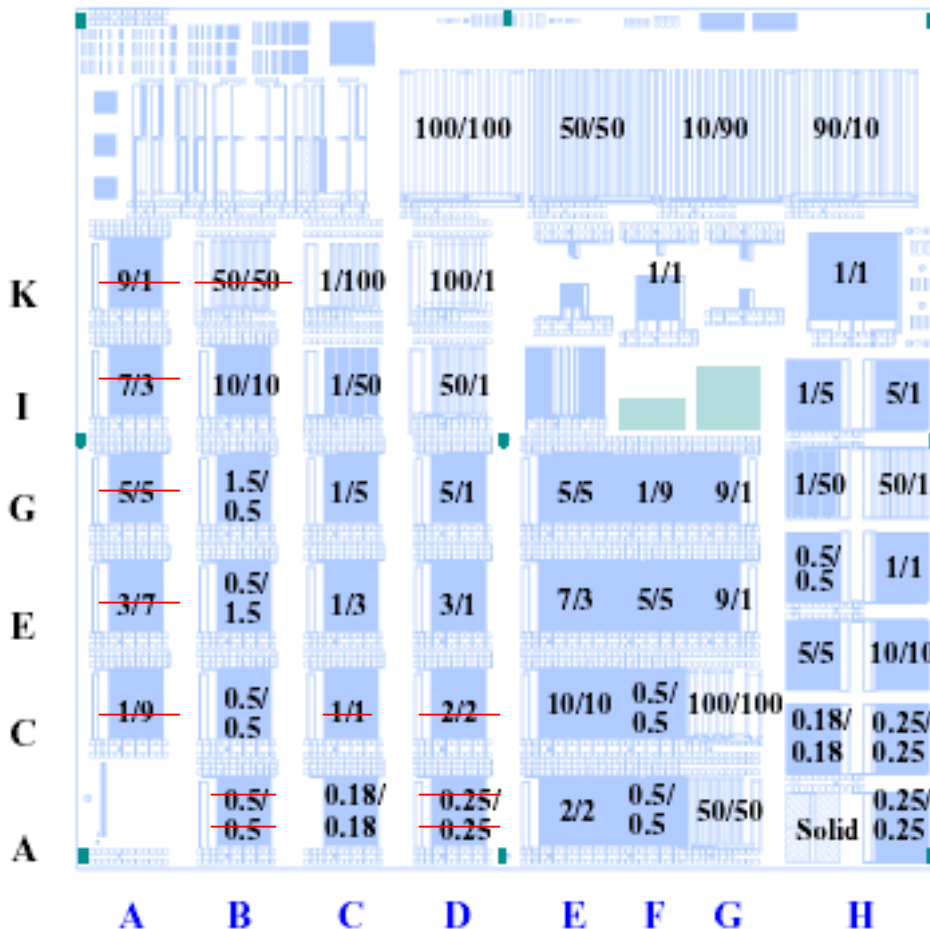 100/100 50/50 10/90 90/10
K 9/1 50/50 1/100 100/1 1/1 1/1
I 7/3 10/10 1/50 50/1 1/5 5/1
G 5/5 1.5/ 1/5 5/1 5/5 1/9 9/1 1/50 50/1
0.5
E 3/7 0.5/ 1/3 3/1 7/3 5/5 9/1 0.5/ 1/1
1.5 0.5
5/5 10/10
C 1/9 0.5/ 1/1 2/2 10/10 0.5/ 100/100 0.18/ 0.25/
0.5 0.5 0.18 0.25
A 0.5/ 0.18/ 0.25/ 2/2 0.5/ 50/50 Solid 0.25/
0.5 0.18 0.25 0.5 0.25
A B C D E F G H